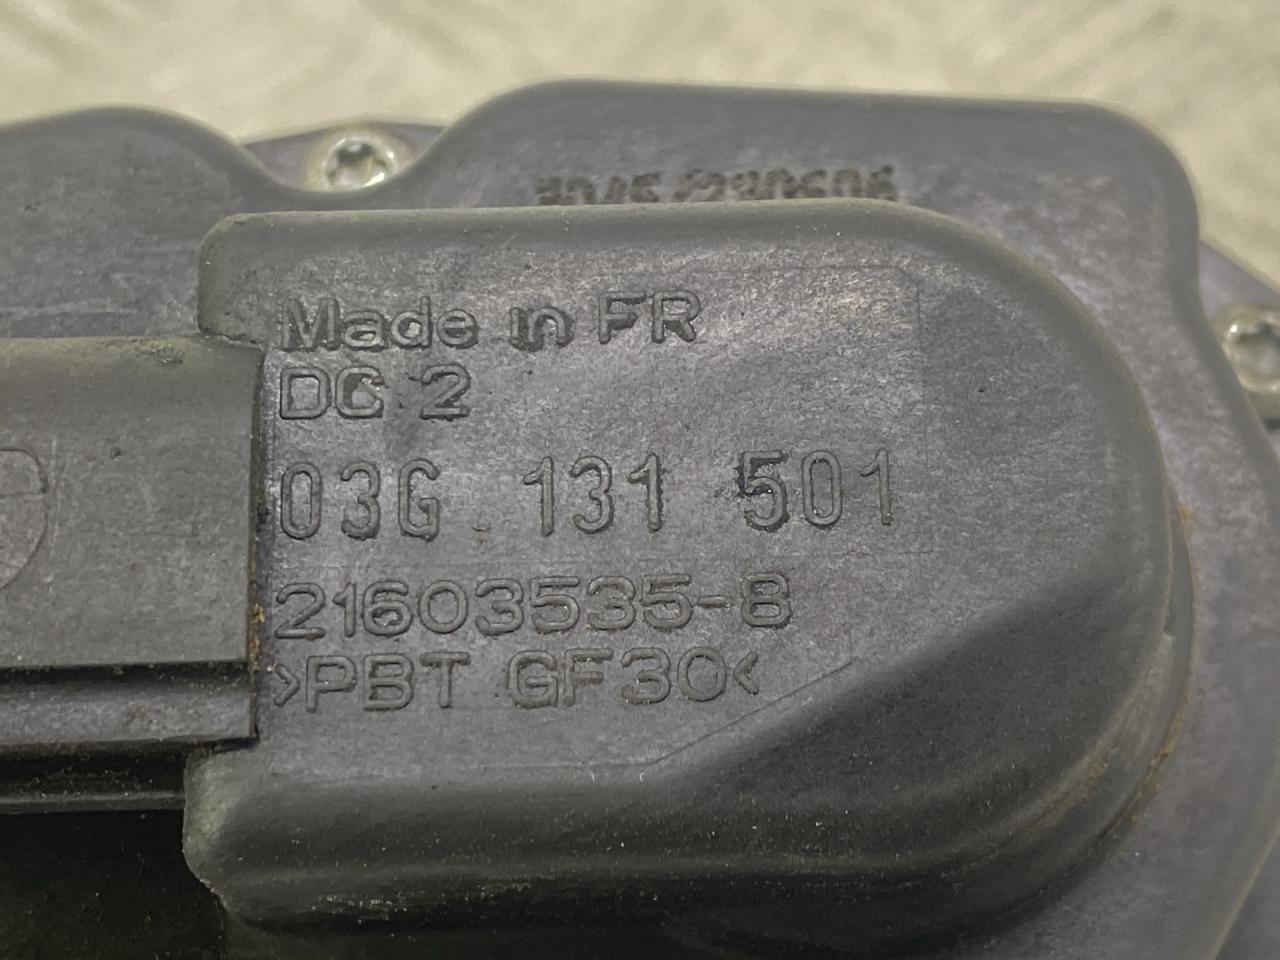 Made in FR
DC 2
03G 131 501
21603535-8
>PBT GF30<